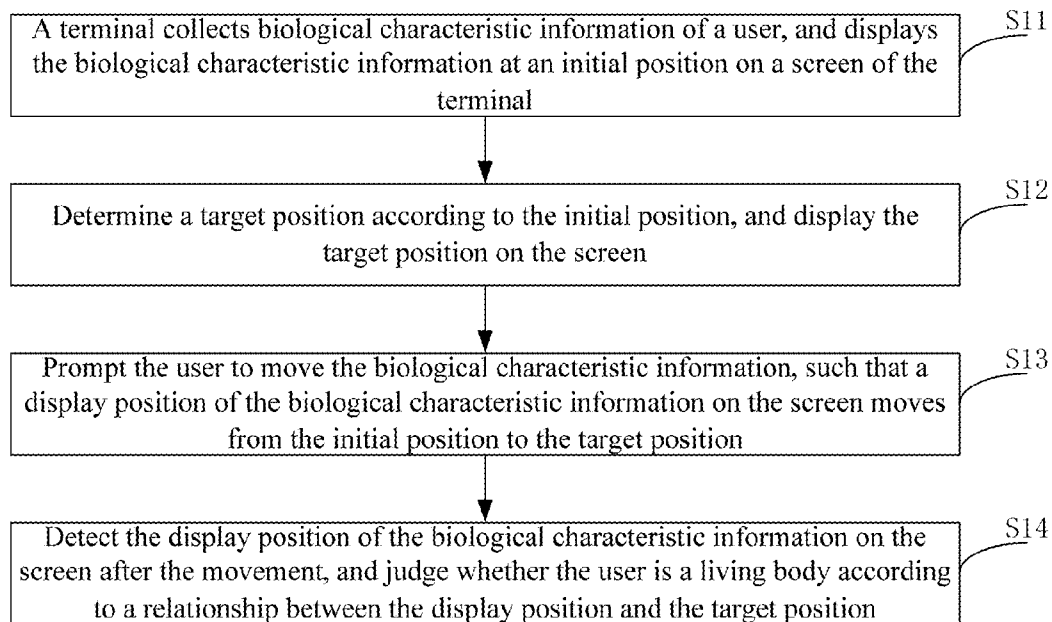 A terminal collects biological characteristic information of a user, and displays
the biological characteristic information at an initial position on a screen of the
terminal
S11
Determine a target position according to the initial position, and display the
target position on the screen
S12
Prompt the user to move the biological characteristic information, such that a
display position of the biological characteristic information on the screen moves
from the initial position to the target position
S13
Detect the display position of the biological characteristic information on the
screen after the movement, and judge whether the user is a living body according
to a relationship between the display position and the target position
S14